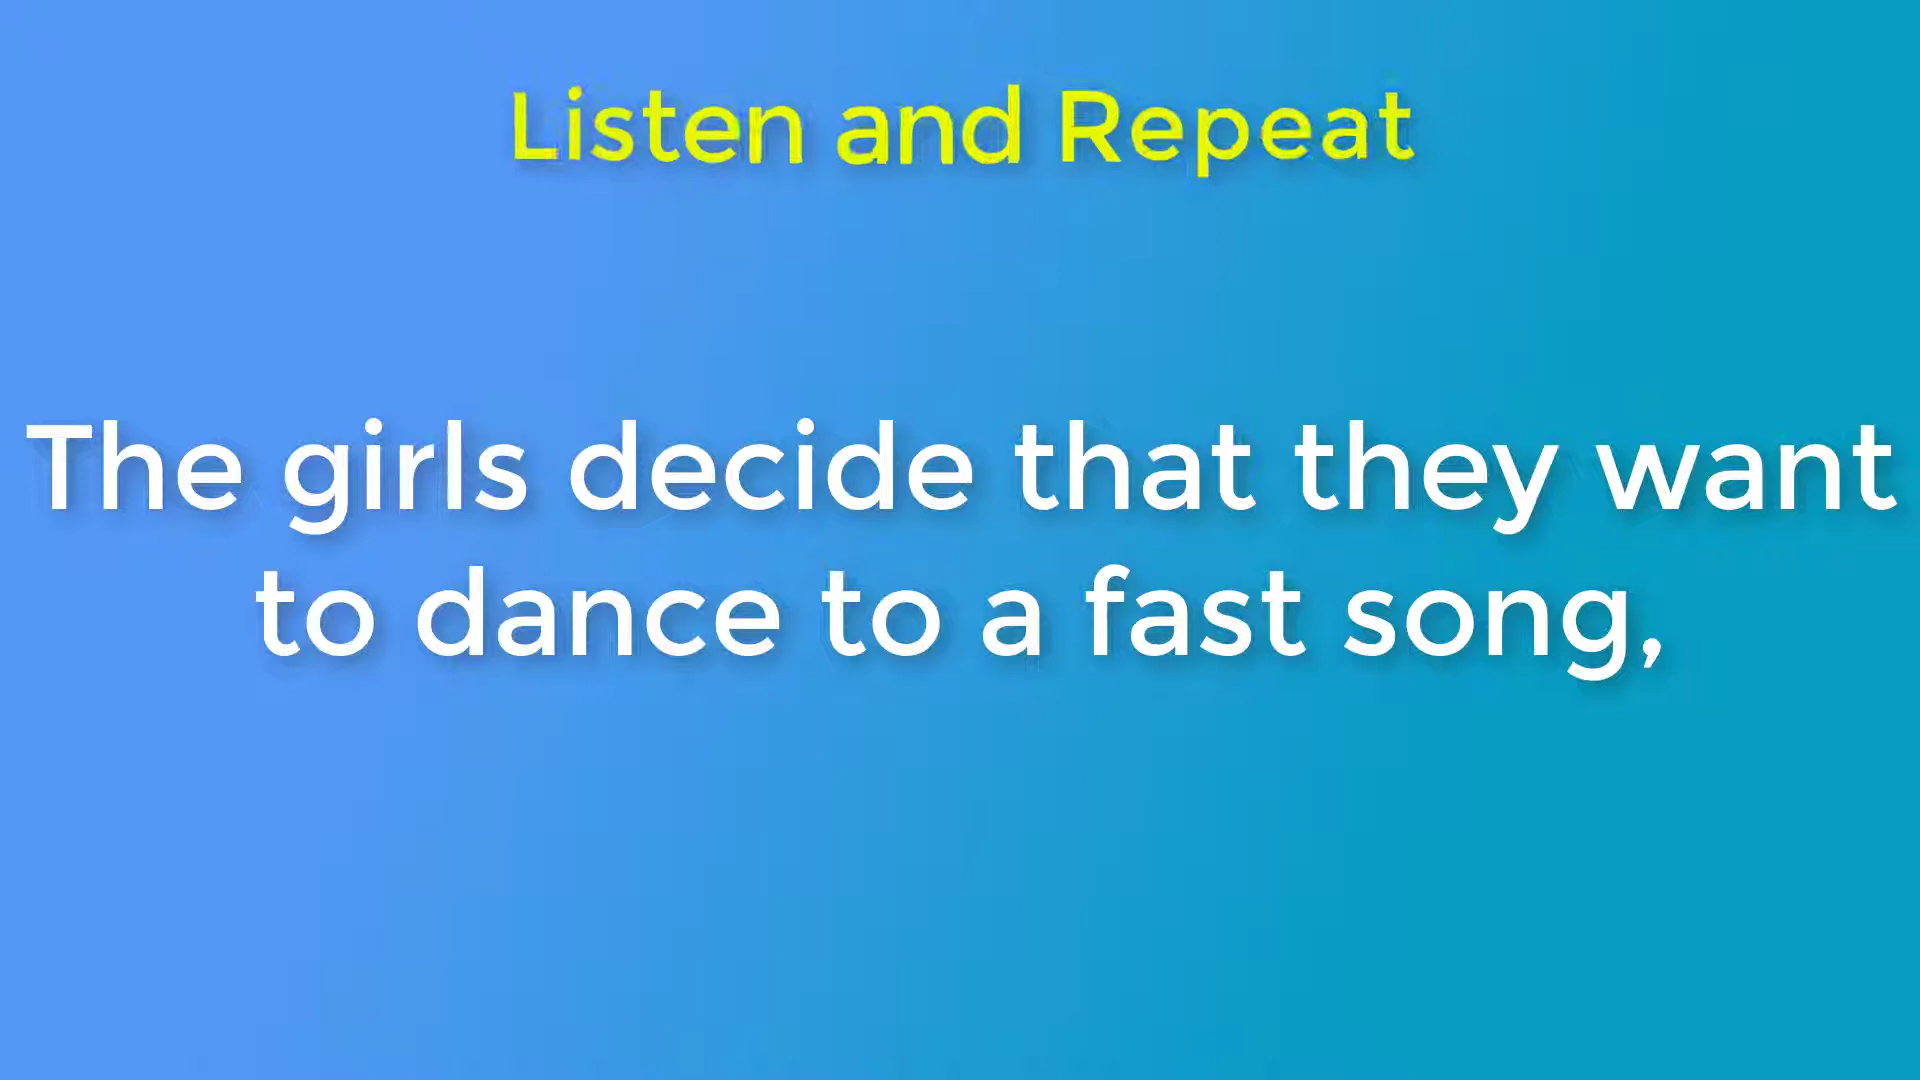 Listen and Repeat
The girls decide that they want
to dance to a fast song,